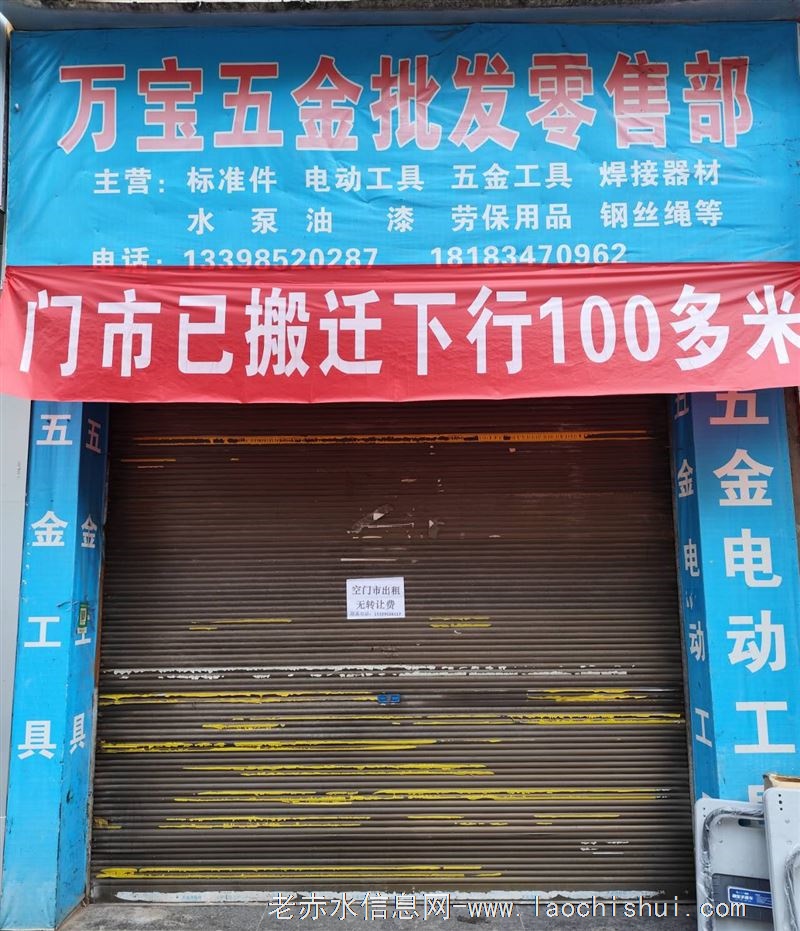 万宝五金批发零售部
主营：标准件 电动工具 五金工具 焊接器材
水泵 油漆 劳保用品 钢丝绳等
电话：13398520287 18183470962
门市已搬迁下行100多米
五金工具
五金工具
五金电动工
五金电动工
空门市出租
无转让费
老赤水信息网-www.laochishui.com